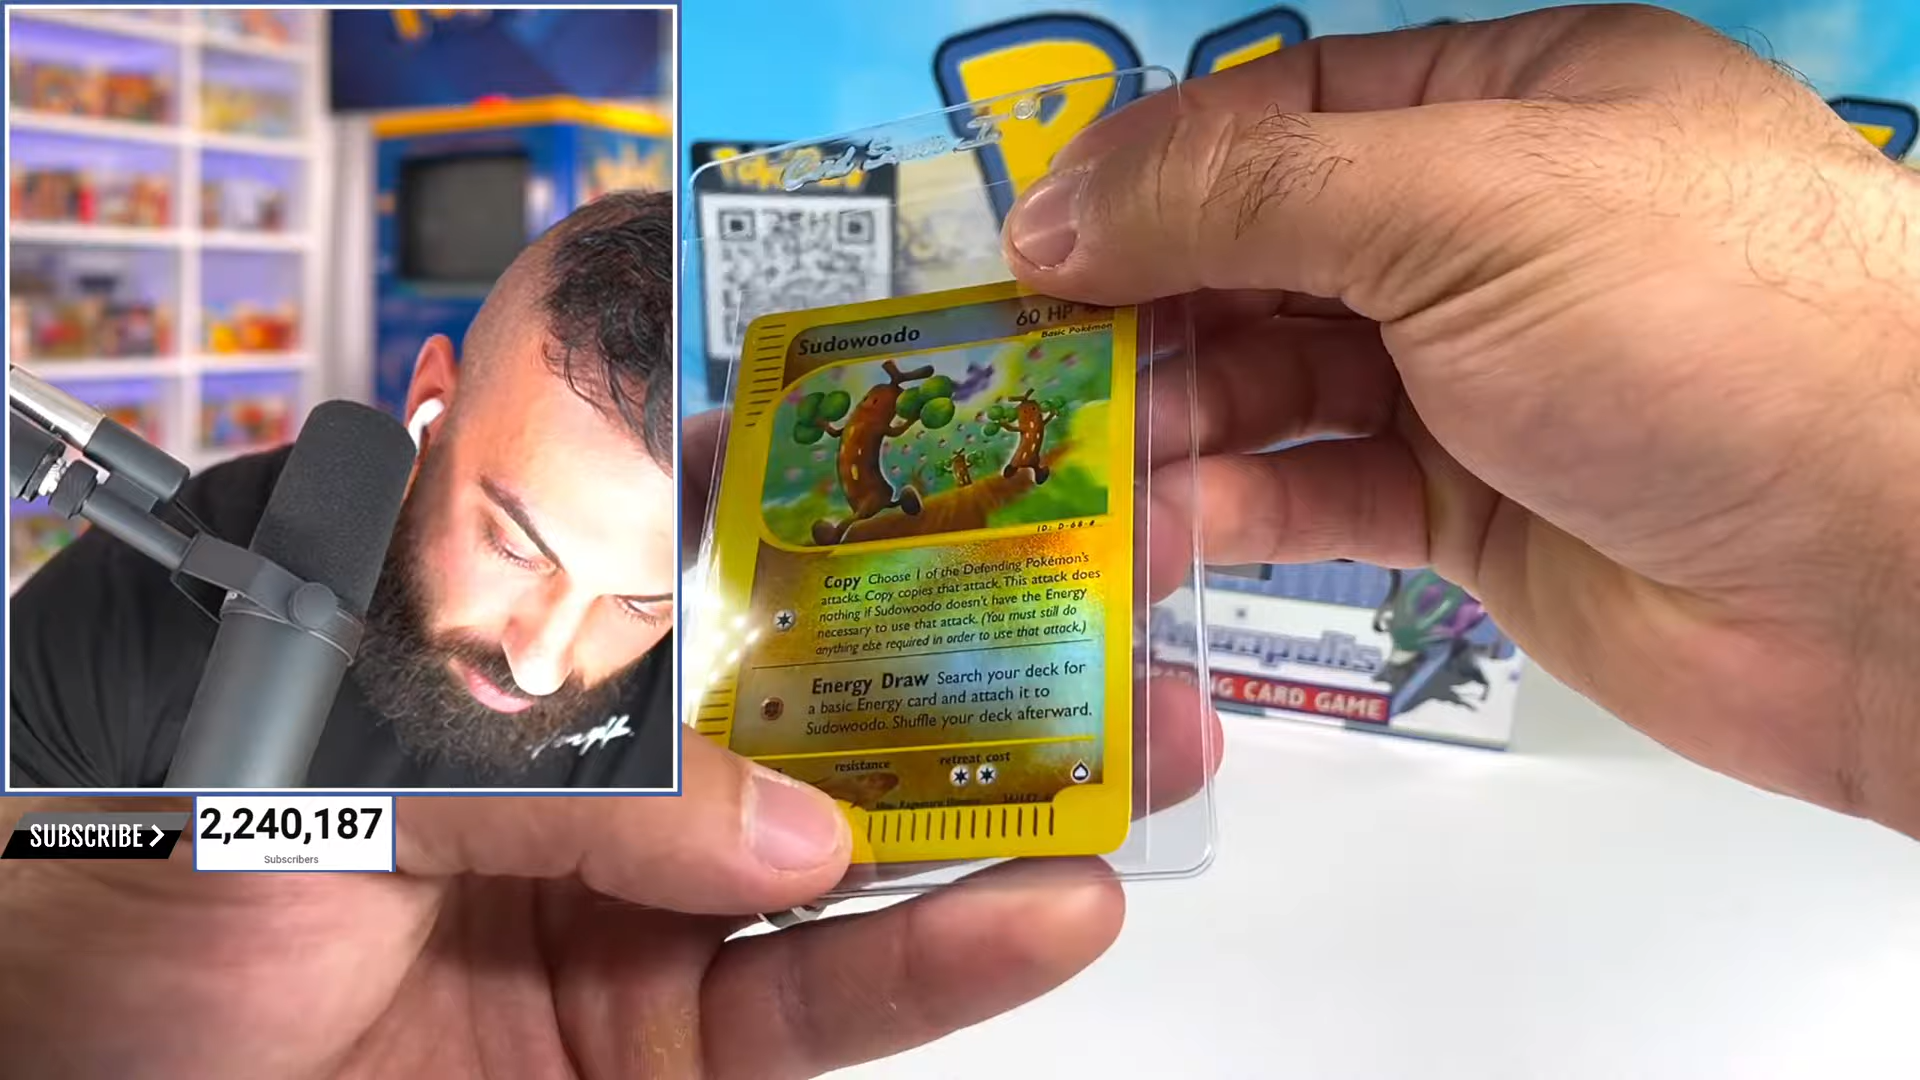 SUBSCRIBE
2,240,187
Subscribers
Card Saver I
Sudowoodo
60 HP
Basic Pokémon
ID: D-68-#
Copy Choose 1 of the Defending Pokémon's
attacks. Copy copies that attack. This attack does
nothing if Sudowoodo doesn't have the Energy
necessary to use that attack. (You must still do
anything else required in order to use that attack.)
Energy Draw Search your deck for
a basic Energy card and attach it to
Sudowoodo. Shuffle your deck afterward.
resistance
retreat cost
CARD GAME